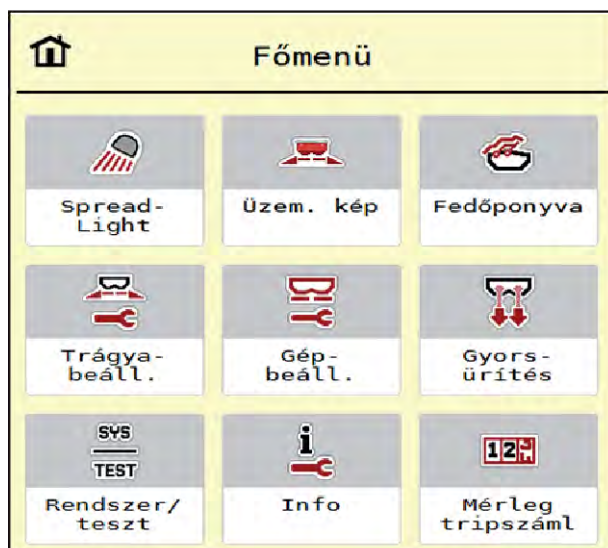 Főmenü
Spread-
Light
Üzem. kép
Fedőponyva
Trágya-
beáll.
Gép-
beáll.
Gyors-
ürítés
SYS
TEST
Rendszer/
teszt
i
Info
123
Mérleg
tripszáml